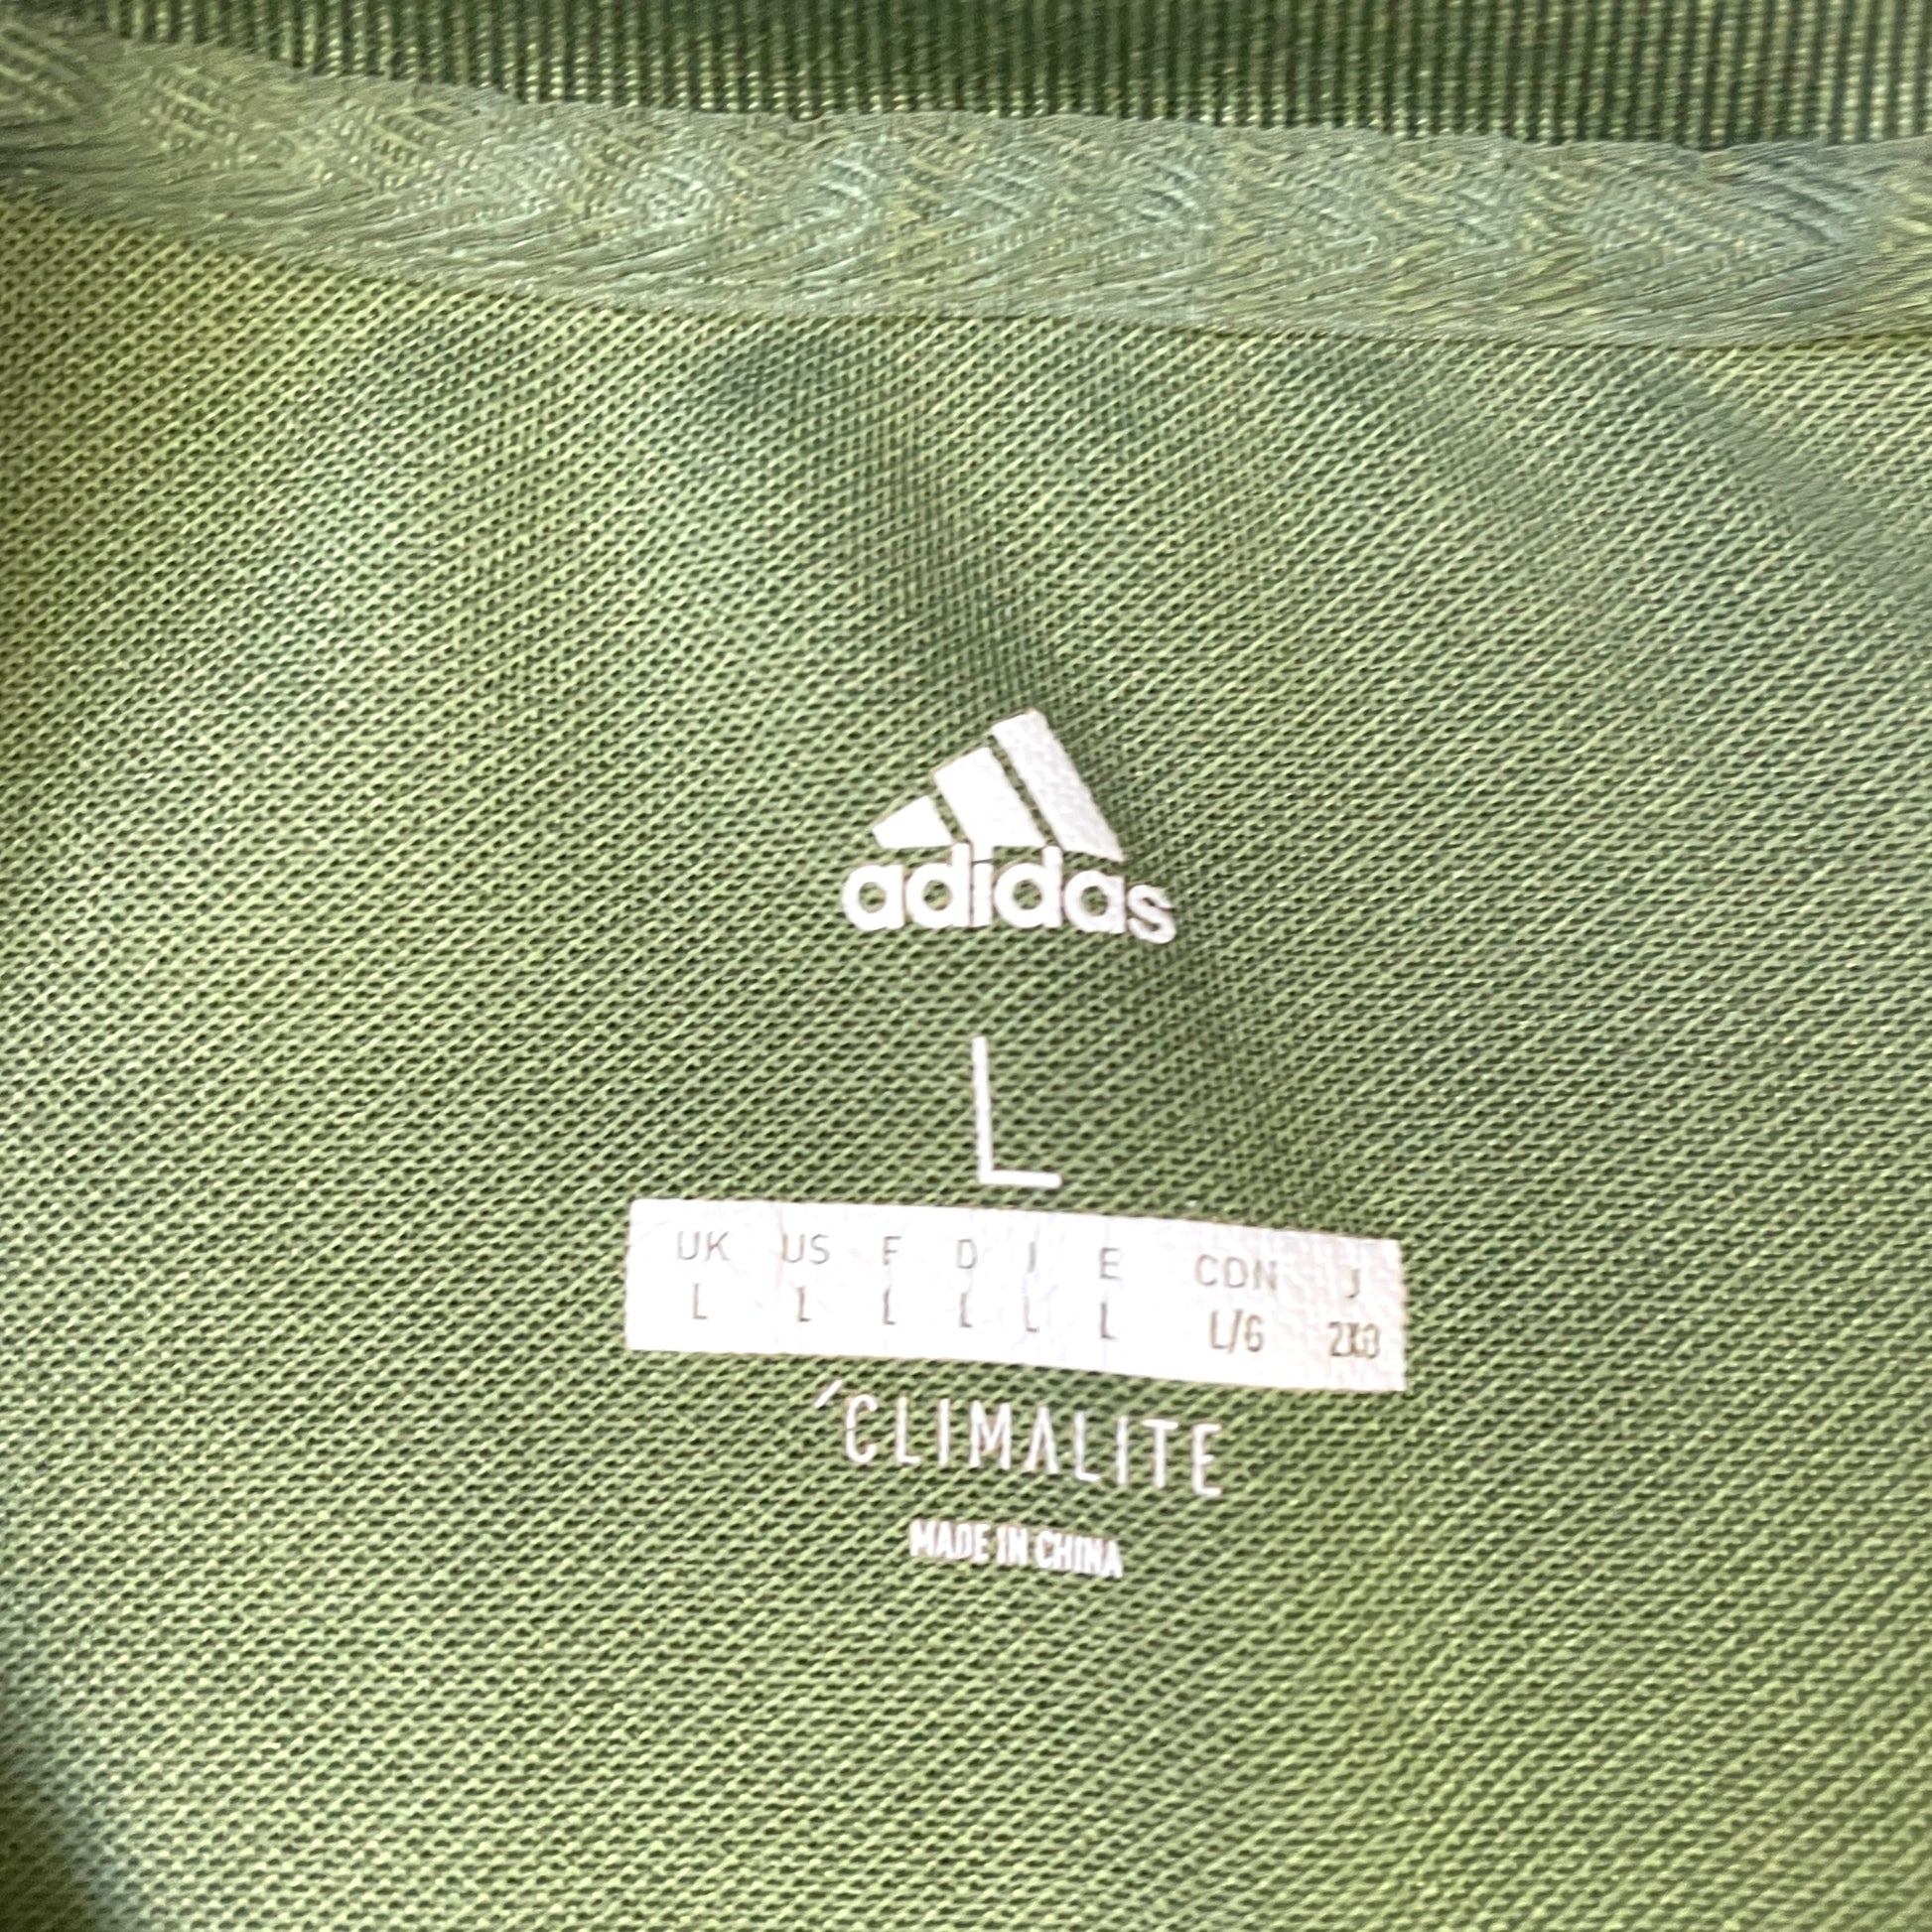 adidas
L
UK US F D I E CDN J
L L L L L L L/G 2XO
CLIMALITE
MADE IN CHINA